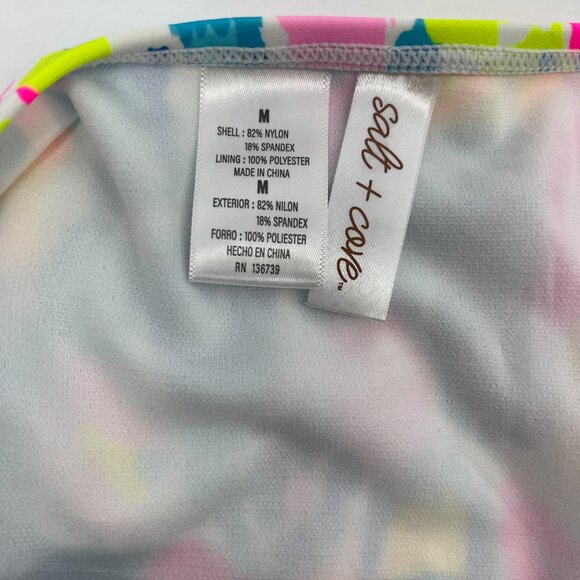 M
SHELL : 82% NYLON
18% SPANDEX
LINING : 100% POLYESTER
MADE IN CHINA
M
EXTERIOR : 82% NILON
18% SPANDEX
FORRO : 100% POLIESTER
HECHO EN CHINA
RN 136739
salt + cove™